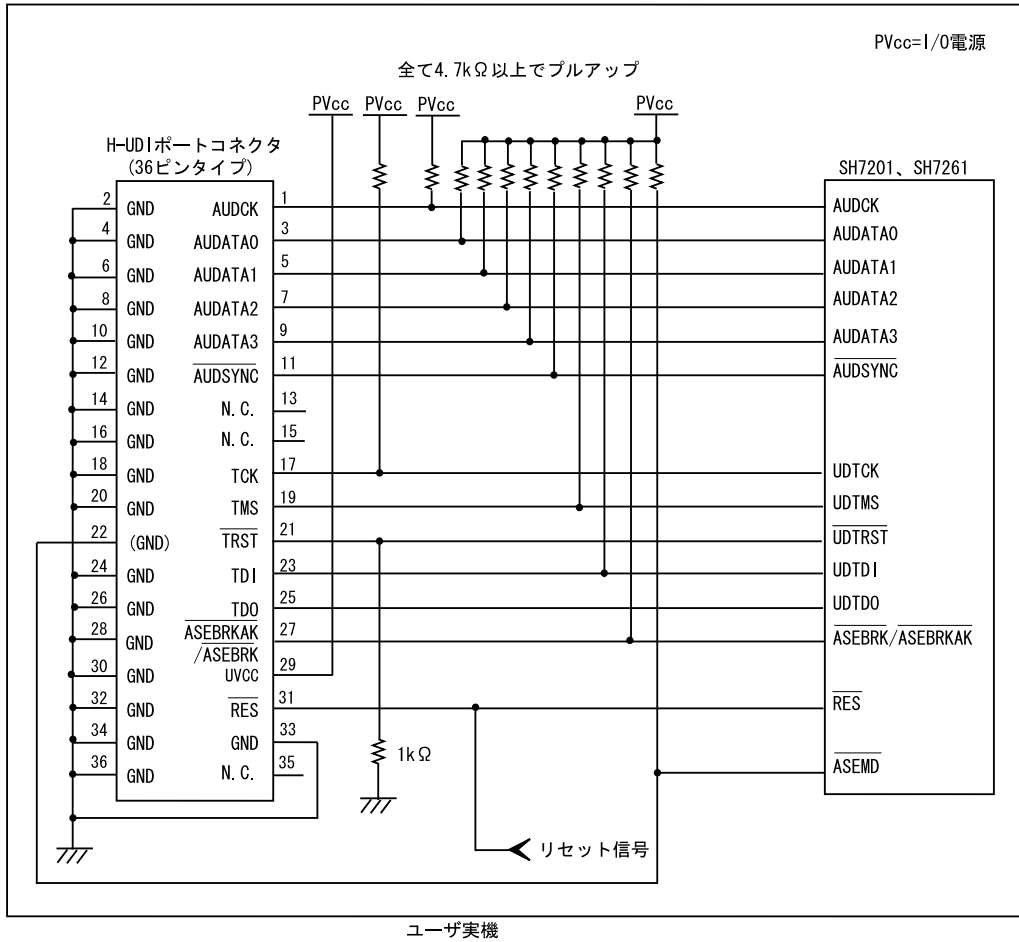 PVcc=I/O電源
全て4.7kΩ以上でプルアップ
PVcc PVcc PVcc PVcc
H-UDIポートコネクタ
(36ピンタイプ)
SH7201、SH7261
2 GND AUDCK 1 AUDCK
4 GND AUDATA0 3 AUDATA0
6 GND AUDATA1 5 AUDATA1
8 GND AUDATA2 7 AUDATA2
10 GND AUDATA3 9 AUDATA3
12 GND AUDSYNC 11 AUDSYNC
14 GND N.C. 13
16 GND N.C. 15
18 GND TCK 17 UDTCK
20 GND TMS 19 UDTMS
22 (GND) TRST 21 UDTRST
24 GND TDI 23 UDTDI
26 GND TDO 25 UDTDO
28 GND ASEBRKAK 27 ASEBRK/ASEBRKAK
/ASEBRK
30 GND UVCC 29
32 GND RES 31 RES
34 GND GND 33
1kΩ
36 GND N.C. 35 ASEMD
リセット信号
ユーザ実機